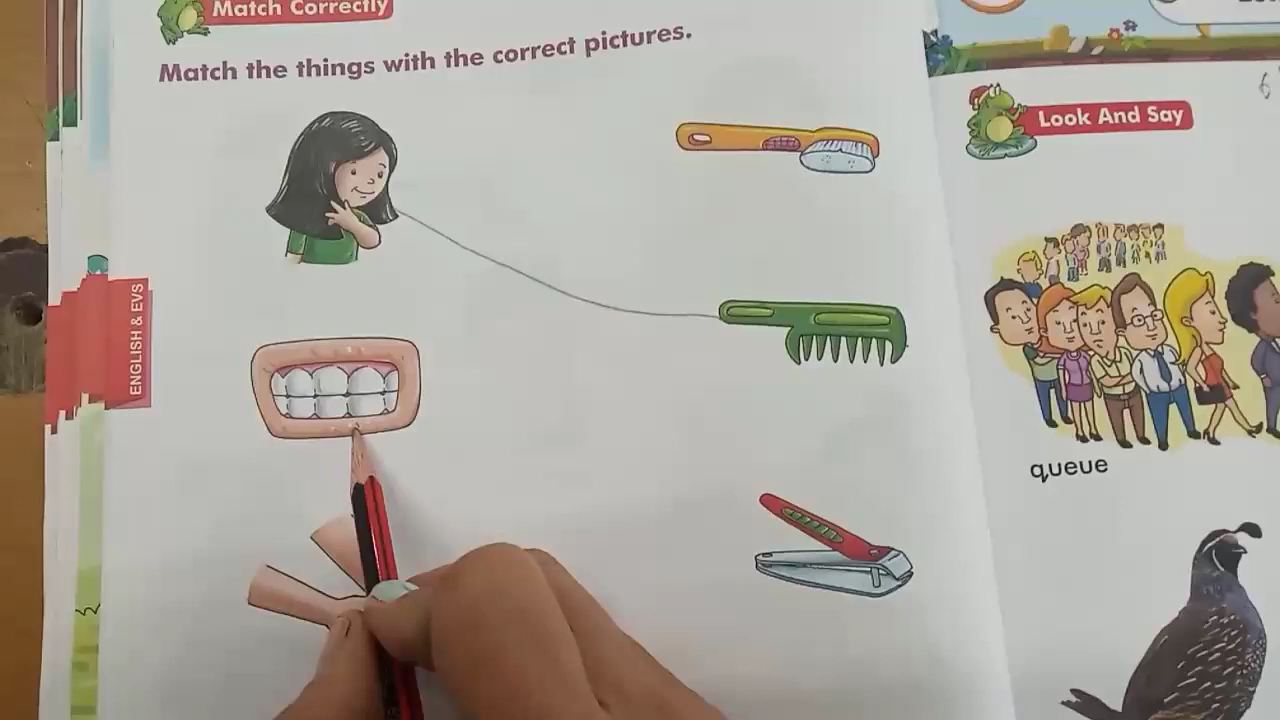 Match Correctly
Match the things with the correct pictures.
ENGLISH & EVS
Look And Say
queue